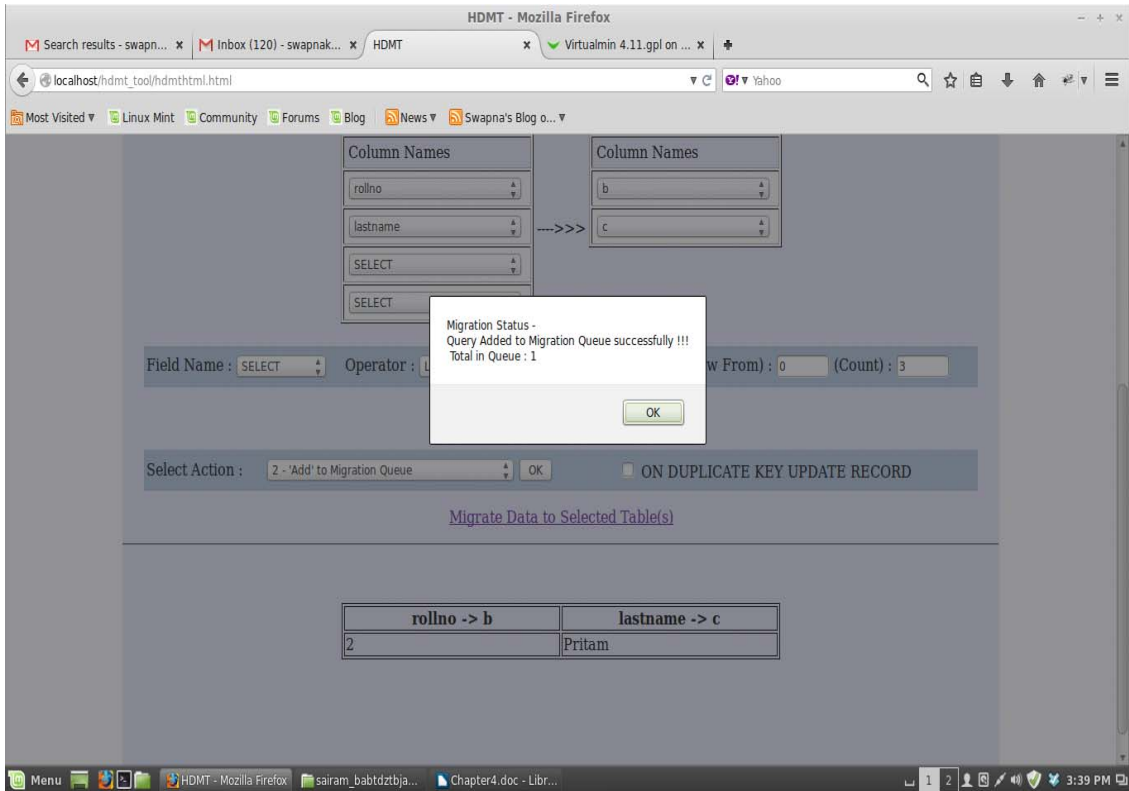 HDMT - Mozilla Firefox
Search results - swapn... Inbox (120) - swapnak... HDMT Virtualmin 4.11.gpl on ...
localhost/hdmt_tool/hdmthtml.html Yahoo
Most Visited Linux Mint Community Forums Blog News Swapna's Blog o...
Column Names Column Names
rollno b
lastname ---->>> c
SELECT
SELECT
Migration Status -
Query Added to Migration Queue successfully !!!
Total in Queue : 1
OK
Field Name : SELECT Operator : From) : 0 (Count) : 3
Select Action : 2 - 'Add' to Migration Queue OK ON DUPLICATE KEY UPDATE RECORD
Migrate Data to Selected Table(s)
rollno -> b lastname -> c
2 Pritam
Menu HDMT - Mozilla Firefox sairam_babtdztbja... Chapter4.doc - Libr... 1 2 3:39 PM